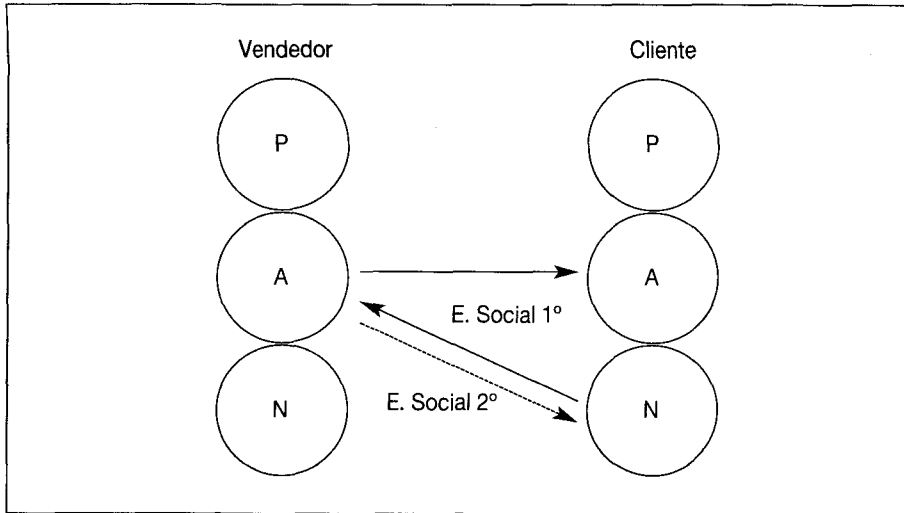 Vendedor Cliente
P P
A A
E. Social 1º
N N
E. Social 2º